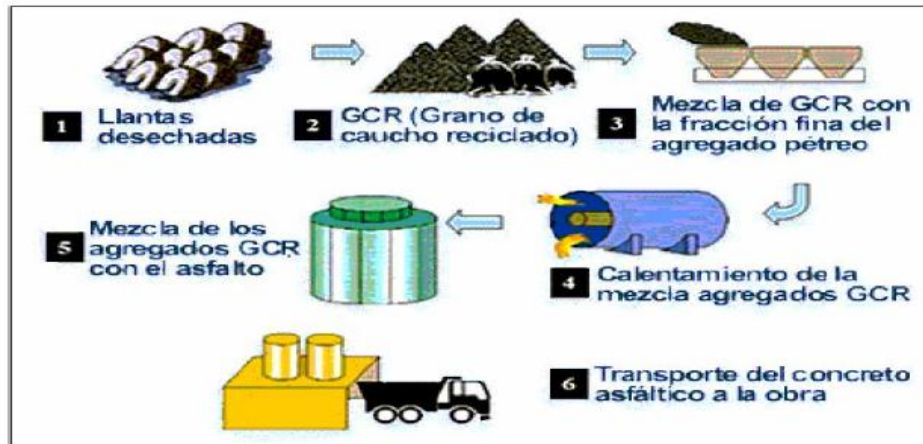 1 Llantas
desechadas
2 GCR (Grano de
caucho reciclado)
3 Mezcla de GCR con
la fracción fina del
agregado pétreo
4 Calentamiento de la
mezcla agregados GCR
5 Mezcla de los
agregados GCR
con el asfalto
6 Transporte del concreto
asfáltico a la obra